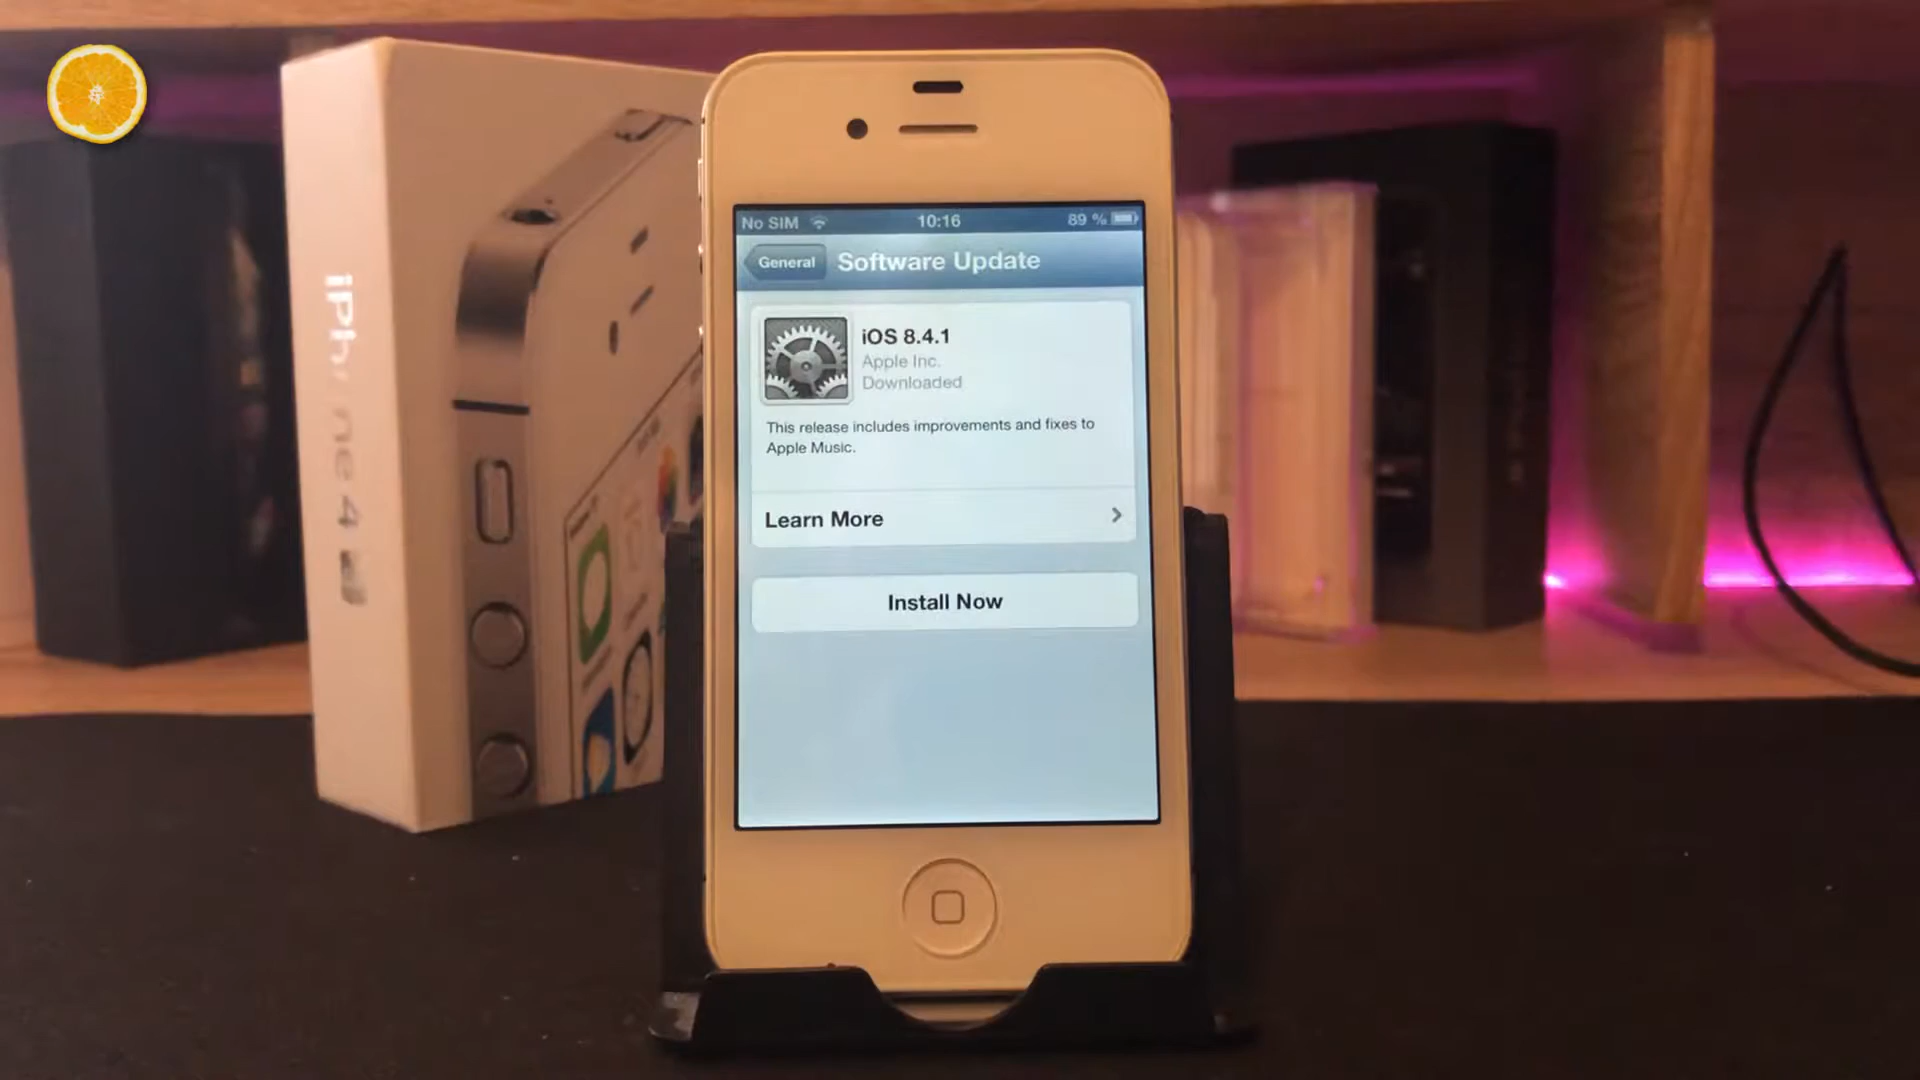 No SIM 10:16 89 %
General Software Update
iOS 8.4.1
Apple Inc.
Downloaded
This release includes improvements and fixes to
Apple Music.
Learn More
Install Now
iPhone 4